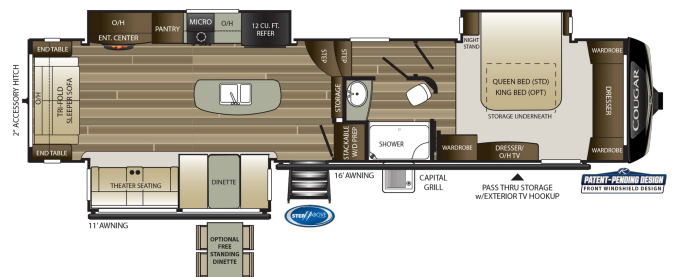 O/H
ENT. CENTER
PANTRY
MICRO
O/H
12 CU. FT.
REFER
END TABLE
O/H
TRI-FOLD
SLEEPER SOFA
END TABLE
2" ACCESSORY HITCH
STEP
STEP
STORAGE
STACKABLE
W/D PREP
SHOWER
NIGHT
STAND
QUEEN BED (STD)
KING BED (OPT)
STORAGE UNDERNEATH
WARDROBE
DRESSER
WARDROBE
WARDROBE
DRESSER/
O/H TV
COUGAR
THEATER SEATING
DINETTE
11' AWNING
16' AWNING
CAPITAL
GRILL
PASS THRU STORAGE
w/EXTERIOR TV HOOKUP
PATENT-PENDING DESIGN
FRONT WINDSHIELD DESIGN
STEP ABOVE
OPTIONAL
FREE
STANDING
DINETTE